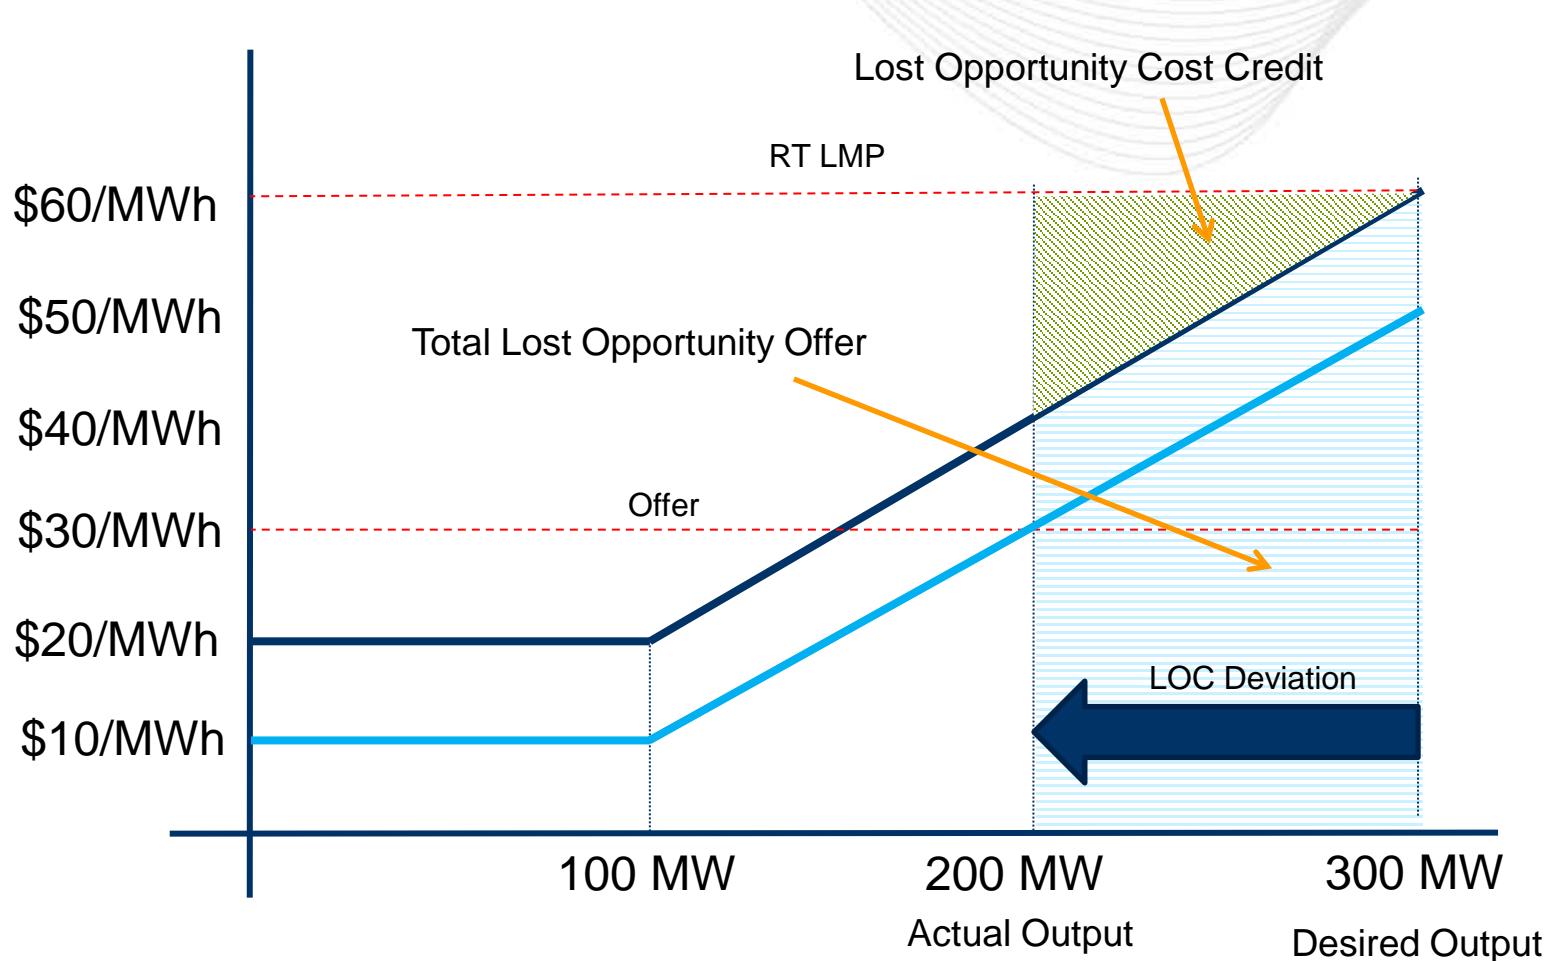 Lost Opportunity Cost Credit
RT LMP
$60/MWh
$50/MWh
Total Lost Opportunity Offer
$40/MWh
Offer
$30/MWh
$20/MWh
LOC Deviation
$10/MWh
100 MW
200 MW
300 MW
Actual Output
Desired Output